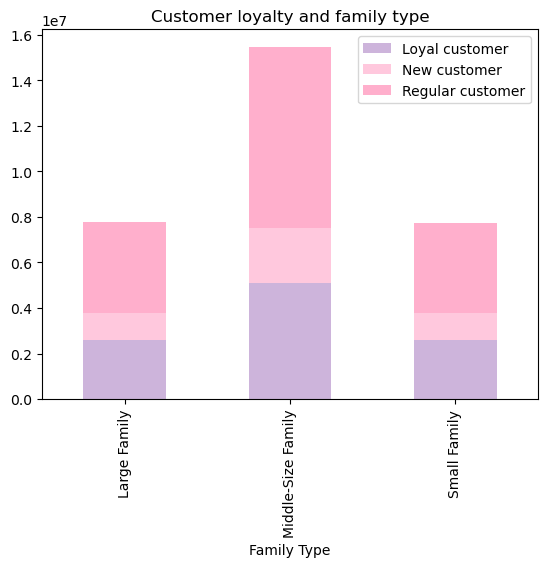 Customer loyalty and family type
1e7
Loyal customer
New customer
Regular customer
1.6
1.4
1.2
1.0
0.8
0.6
0.4
0.2
0.0
Large Family
Middle-Size Family
Small Family
Family Type